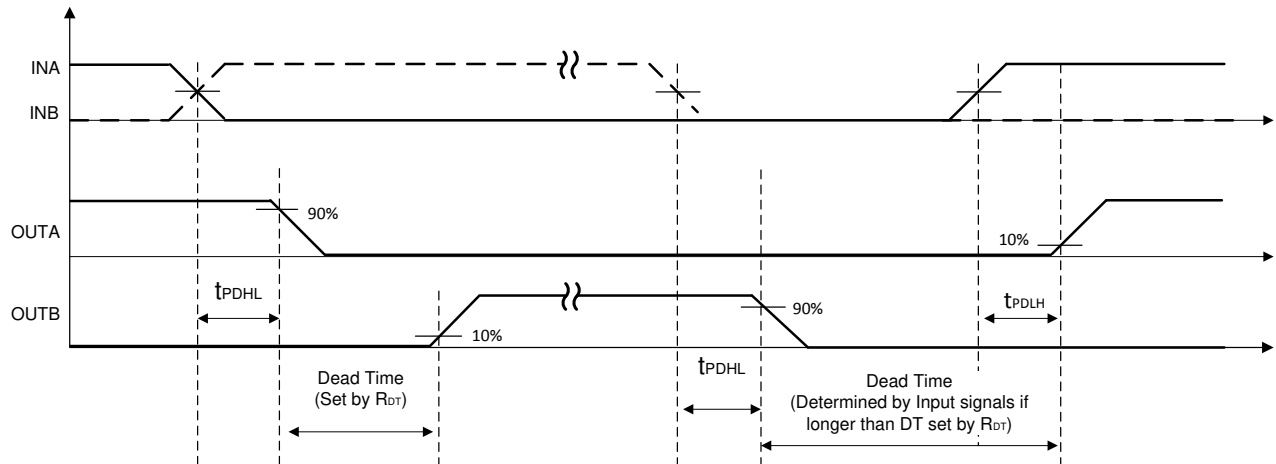 INA
INB
OUTA
90%
10%
OUTB
tPDHL
10%
90%
tPDLH
tPDHL
Dead Time
(Set by RDT)
Dead Time
(Determined by Input signals if
longer than DT set by RDT)